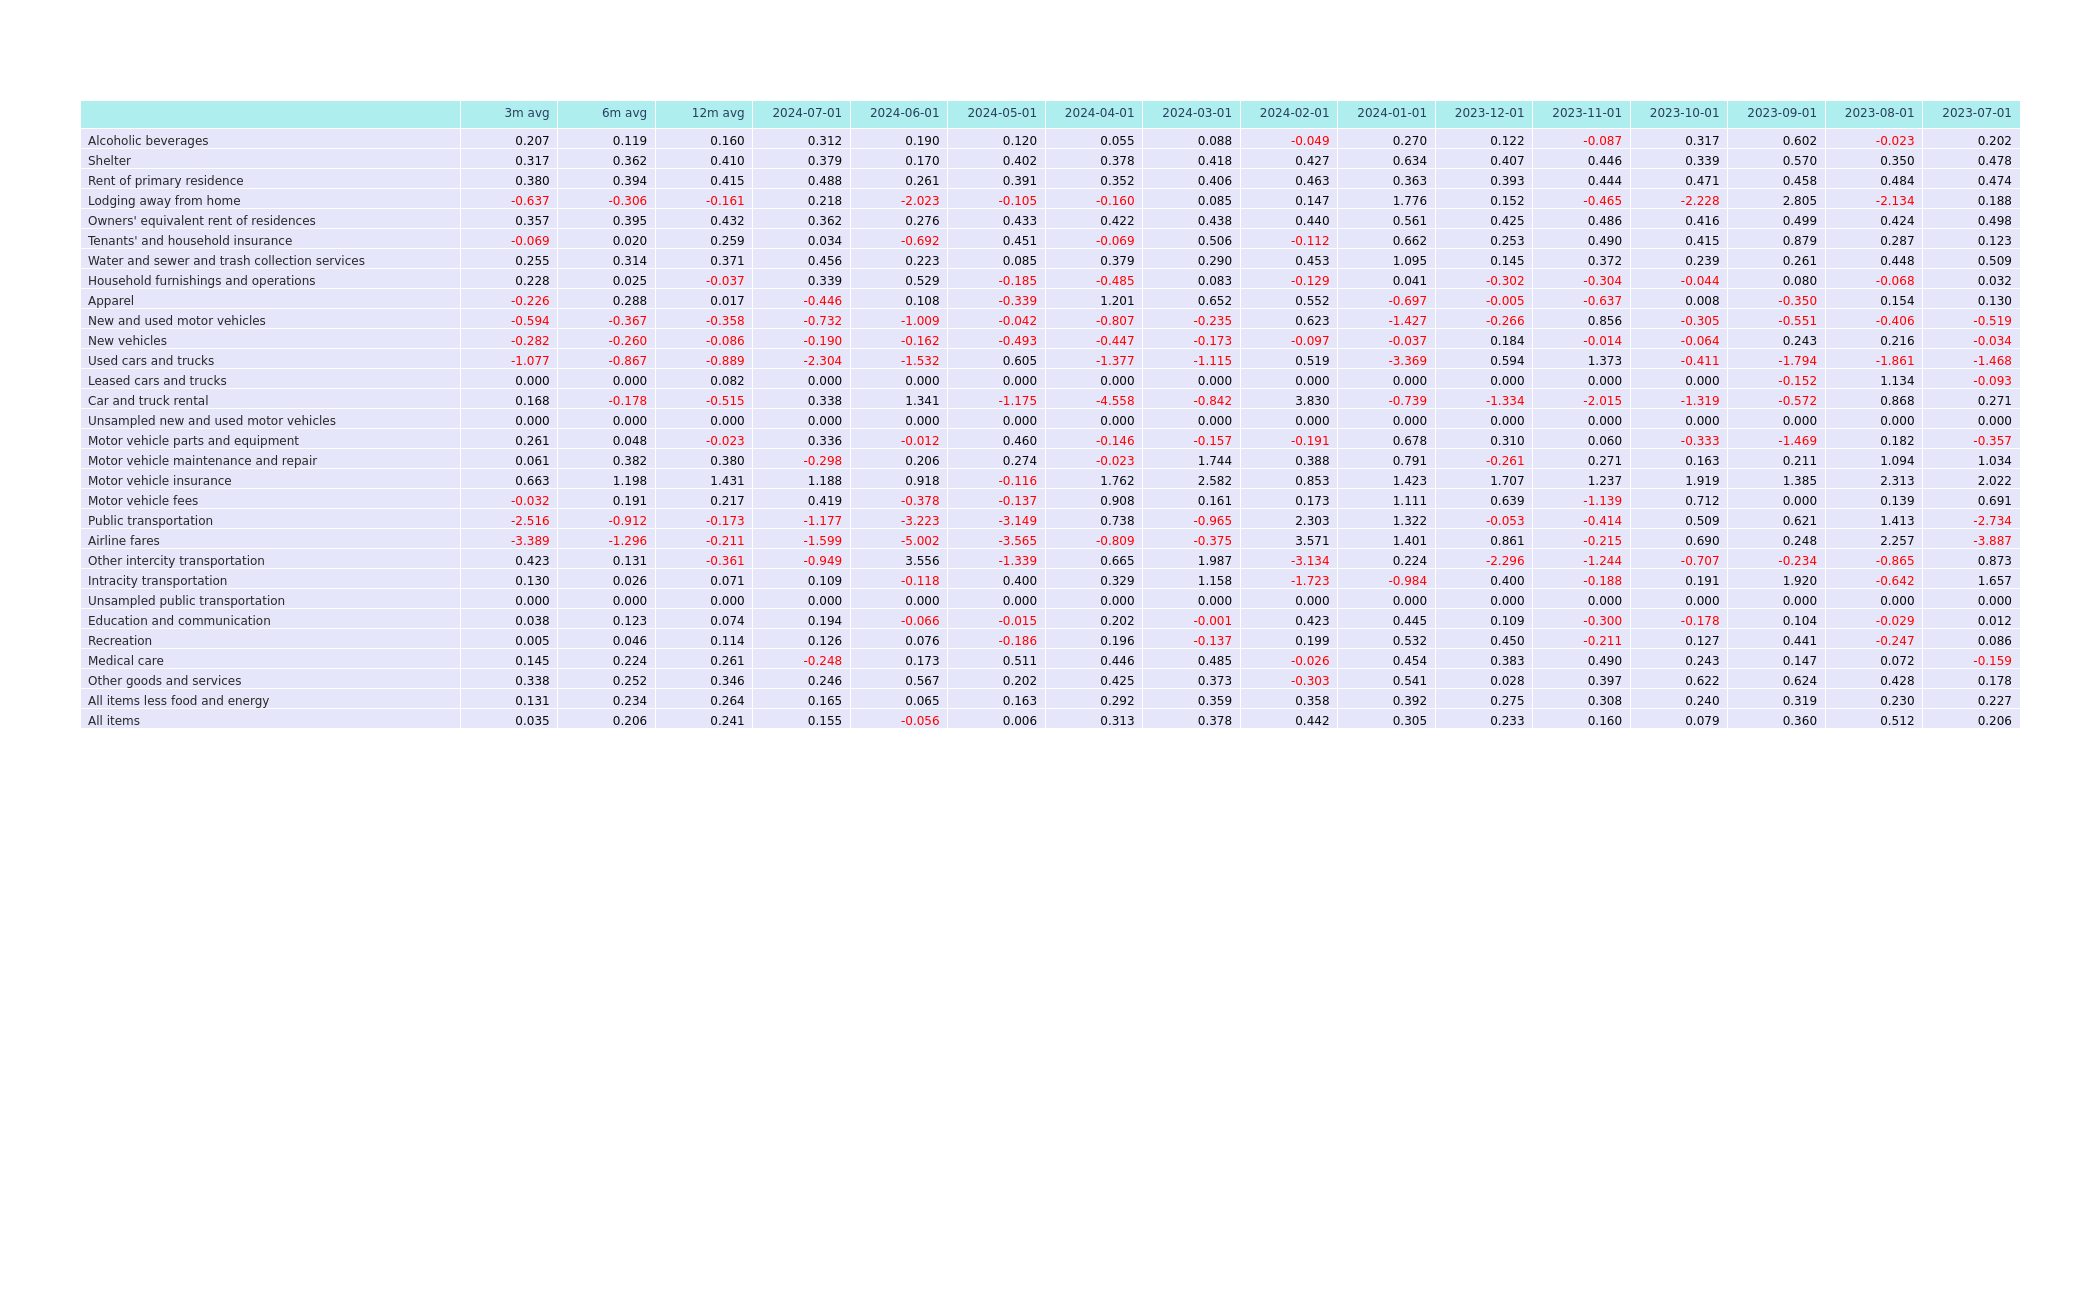 3m avg 6m avg 12m avg 2024-07-01 2024-06-01 2024-05-01 2024-04-01 2024-03-01 2024-02-01 2024-01-01 2023-12-01 2023-11-01 2023-10-01 2023-09-01 2023-08-01 2023-07-01
Alcoholic beverages 0.207 0.119 0.160 0.312 0.190 0.120 0.055 0.088 -0.049 0.270 0.122 -0.087 0.317 0.602 -0.023 0.202
Shelter 0.317 0.362 0.410 0.379 0.170 0.402 0.378 0.418 0.427 0.634 0.407 0.446 0.339 0.570 0.350 0.478
Rent of primary residence 0.380 0.394 0.415 0.488 0.261 0.391 0.352 0.406 0.463 0.363 0.393 0.444 0.471 0.458 0.484 0.474
Lodging away from home -0.637 -0.306 -0.161 0.218 -2.023 -0.105 -0.160 0.085 0.147 1.776 0.152 -0.465 -2.228 2.805 -2.134 0.188
Owners' equivalent rent of residences 0.357 0.395 0.432 0.362 0.276 0.433 0.422 0.438 0.440 0.561 0.425 0.486 0.416 0.499 0.424 0.498
Tenants' and household insurance -0.069 0.020 0.259 0.034 -0.692 0.451 -0.069 0.506 -0.112 0.662 0.253 0.490 0.415 0.879 0.287 0.123
Water and sewer and trash collection services 0.255 0.314 0.371 0.456 0.223 0.085 0.379 0.290 0.453 1.095 0.145 0.372 0.239 0.261 0.448 0.509
Household furnishings and operations 0.228 0.025 -0.037 0.339 0.529 -0.185 -0.485 0.083 -0.129 0.041 -0.302 -0.304 -0.044 0.080 -0.068 0.032
Apparel -0.226 0.288 0.017 -0.446 0.108 -0.339 1.201 0.652 0.552 -0.697 -0.005 -0.637 0.008 -0.350 0.154 0.130
New and used motor vehicles -0.594 -0.367 -0.358 -0.732 -1.009 -0.042 -0.807 -0.235 0.623 -1.427 -0.266 0.856 -0.305 -0.551 -0.406 -0.519
New vehicles -0.282 -0.260 -0.086 -0.190 -0.162 -0.493 -0.447 -0.173 -0.097 -0.037 0.184 -0.014 -0.064 0.243 0.216 -0.034
Used cars and trucks -1.077 -0.867 -0.889 -2.304 -1.532 0.605 -1.377 -1.115 0.519 -3.369 0.594 1.373 -0.411 -1.794 -1.861 -1.468
Leased cars and trucks 0.000 0.000 0.082 0.000 0.000 0.000 0.000 0.000 0.000 0.000 0.000 0.000 0.000 -0.152 1.134 -0.093
Car and truck rental 0.168 -0.178 -0.515 0.338 1.341 -1.175 -4.558 -0.842 3.830 -0.739 -1.334 -2.015 -1.319 -0.572 0.868 0.271
Unsampled new and used motor vehicles 0.000 0.000 0.000 0.000 0.000 0.000 0.000 0.000 0.000 0.000 0.000 0.000 0.000 0.000 0.000 0.000
Motor vehicle parts and equipment 0.261 0.048 -0.023 0.336 -0.012 0.460 -0.146 -0.157 -0.191 0.678 0.310 0.060 -0.333 -1.469 0.182 -0.357
Motor vehicle maintenance and repair 0.061 0.382 0.380 -0.298 0.206 0.274 -0.023 1.744 0.388 0.791 -0.261 0.271 0.163 0.211 1.094 1.034
Motor vehicle insurance 0.663 1.198 1.431 1.188 0.918 -0.116 1.762 2.582 0.853 1.423 1.707 1.237 1.919 1.385 2.313 2.022
Motor vehicle fees -0.032 0.191 0.217 0.419 -0.378 -0.137 0.908 0.161 0.173 1.111 0.639 -1.139 0.712 0.000 0.139 0.691
Public transportation -2.516 -0.912 -0.173 -1.177 -3.223 -3.149 0.738 -0.965 2.303 1.322 -0.053 -0.414 0.509 0.621 1.413 -2.734
Airline fares -3.389 -1.296 -0.211 -1.599 -5.002 -3.565 -0.809 -0.375 3.571 1.401 0.861 -0.215 0.690 0.248 2.257 -3.887
Other intercity transportation 0.423 0.131 -0.361 -0.949 3.556 -1.339 0.665 1.987 -3.134 0.224 -2.296 -1.244 -0.707 -0.234 -0.865 0.873
Intracity transportation 0.130 0.026 0.071 0.109 -0.118 0.400 0.329 1.158 -1.723 -0.984 0.400 -0.188 0.191 1.920 -0.642 1.657
Unsampled public transportation 0.000 0.000 0.000 0.000 0.000 0.000 0.000 0.000 0.000 0.000 0.000 0.000 0.000 0.000 0.000 0.000
Education and communication 0.038 0.123 0.074 0.194 -0.066 -0.015 0.202 -0.001 0.423 0.445 0.109 -0.300 -0.178 0.104 -0.029 0.012
Recreation 0.005 0.046 0.114 0.126 0.076 -0.186 0.196 -0.137 0.199 0.532 0.450 -0.211 0.127 0.441 -0.247 0.086
Medical care 0.145 0.224 0.261 -0.248 0.173 0.511 0.446 0.485 -0.026 0.454 0.383 0.490 0.243 0.147 0.072 -0.159
Other goods and services 0.338 0.252 0.346 0.246 0.567 0.202 0.425 0.373 -0.303 0.541 0.028 0.397 0.622 0.624 0.428 0.178
All items less food and energy 0.131 0.234 0.264 0.165 0.065 0.163 0.292 0.359 0.358 0.392 0.275 0.308 0.240 0.319 0.230 0.227
All items 0.035 0.206 0.241 0.155 -0.056 0.006 0.313 0.378 0.442 0.305 0.233 0.160 0.079 0.360 0.512 0.206